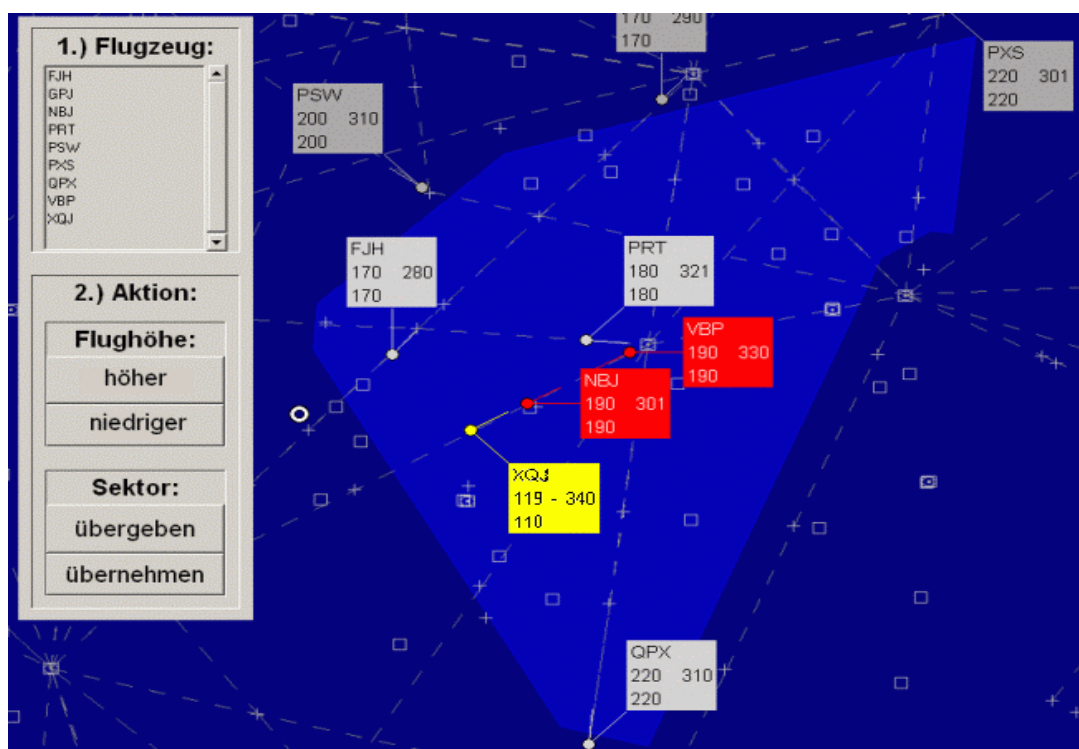 1.) Flugzeug:
FJH
GPJ
NBJ
PRT
PSW
PXS
QPX
VBP
XQJ
2.) Aktion:
Flughöhe:
höher
niedriger
Sektor:
übergeben
übernehmen
170 290
170
PXS
220 301
220
PSW
200 310
200
FJH
170 280
170
PRT
180 321
180
VBP
190 330
190
NBJ
190 301
190
XQJ
119 - 340
110
QPX
220 310
220